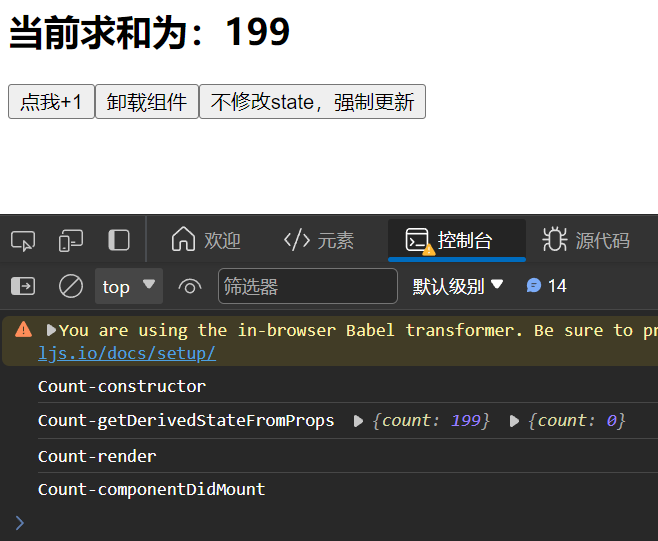 当前求和为：199
点我+1 卸载组件 不修改state，强制更新
欢迎 元素 控制台 源代码
top 筛选器 默认级别 14
You are using the in-browser Babel transformer. Be sure to pr
ljs.io/docs/setup/
Count-constructor
Count-getDerivedStateFromProps {count: 199} {count: 0}
Count-render
Count-componentDidMount